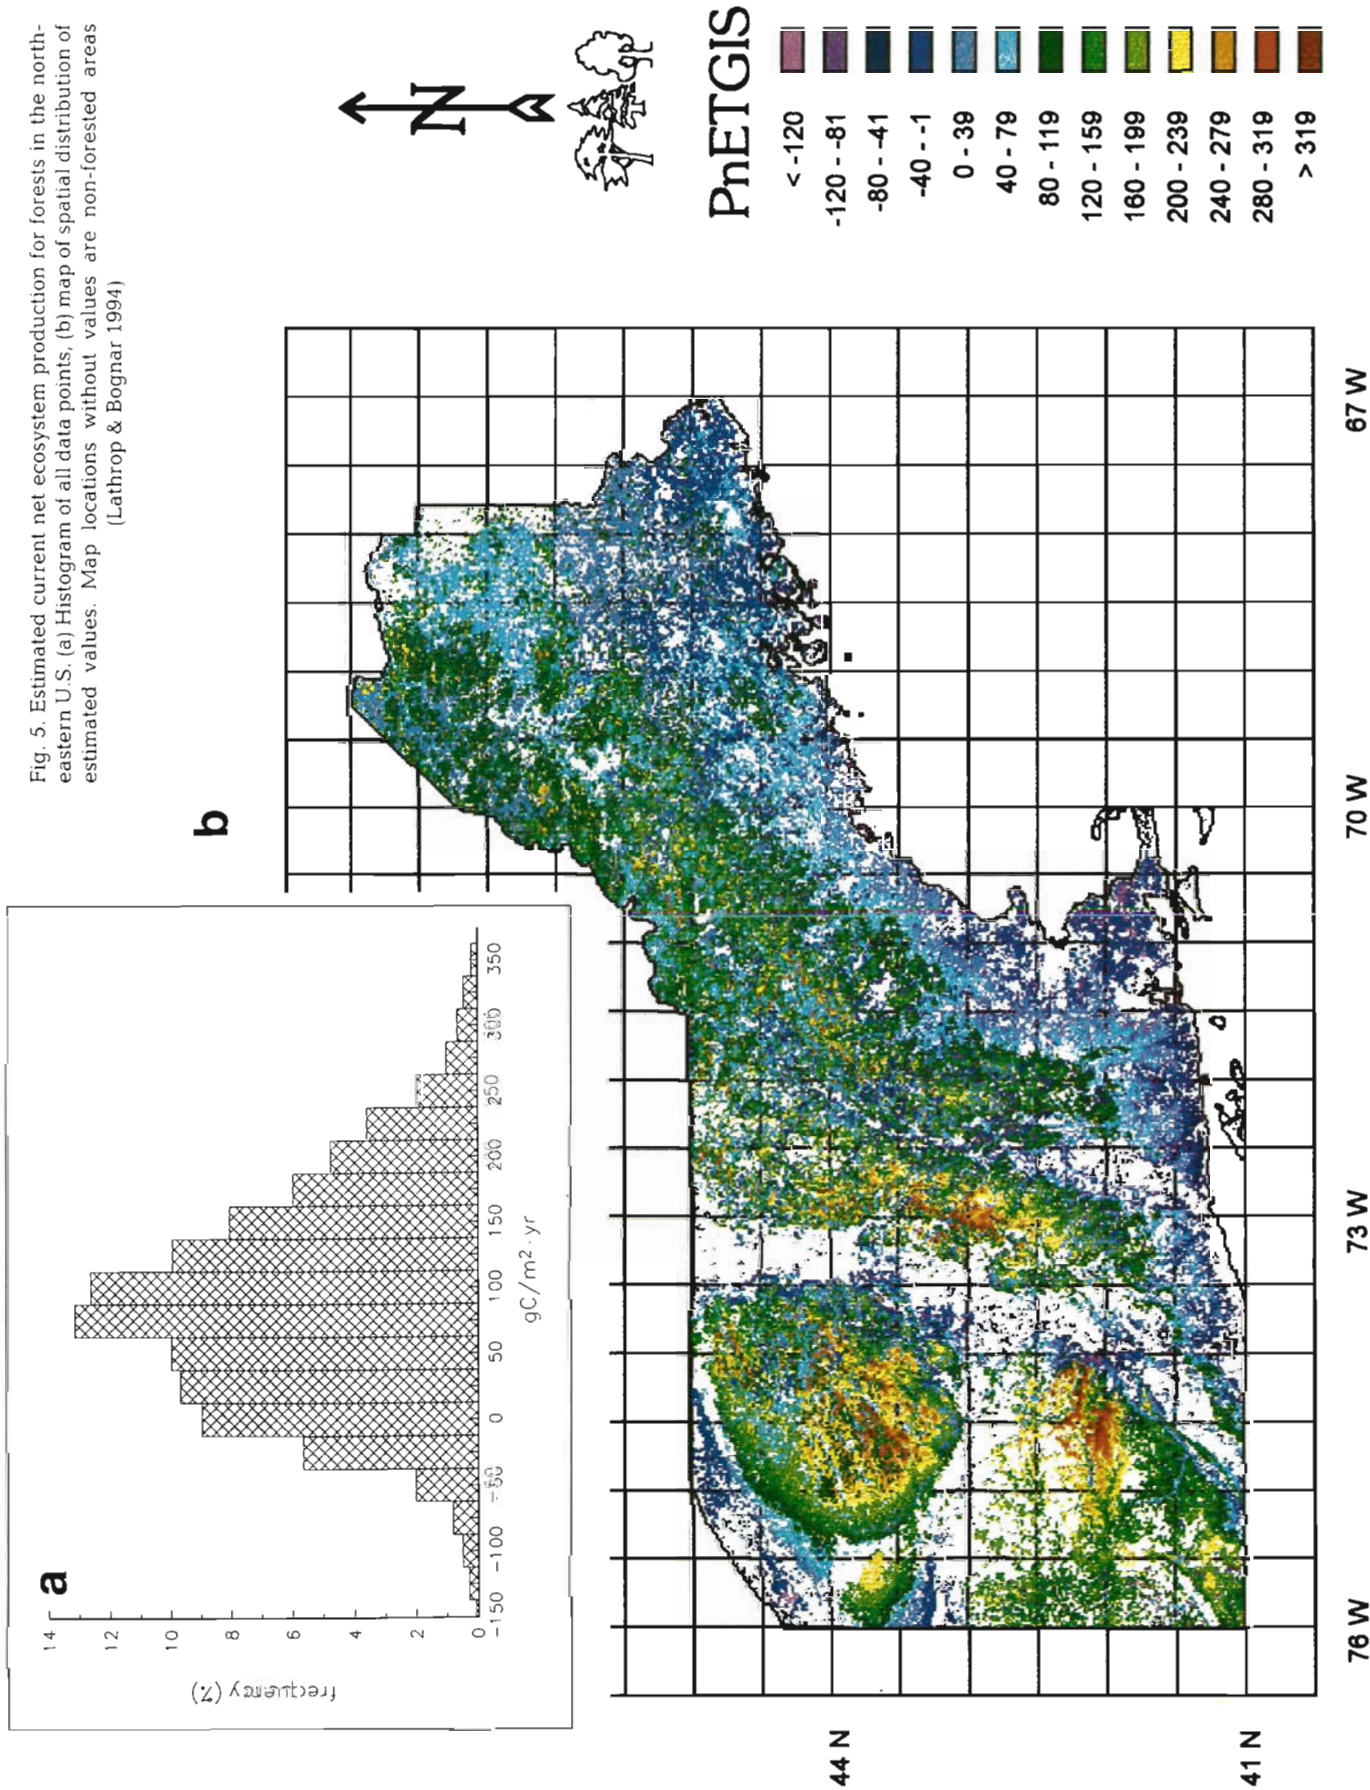 Fig. 5. Estimated current net ecosystem production for forests in the north-
eastern U.S. (a) Histogram of all data points, (b) map of spatial distribution of
estimated values. Map locations without values are non-forested areas
(Lathrop & Bognar 1994)
a
14
12
10
8
6
4
2
0
frequency (%)
-150
-100
-50
0
50
100
150
200
250
300
350
gC/m²·yr
b
N
PnETGIS
< -120
-120 - -81
-80 - -41
-40 - -1
0 - 39
40 - 79
80 - 119
120 - 159
160 - 199
200 - 239
240 - 279
280 - 319
> 319
44 N
41 N
76 W
73 W
70 W
67 W